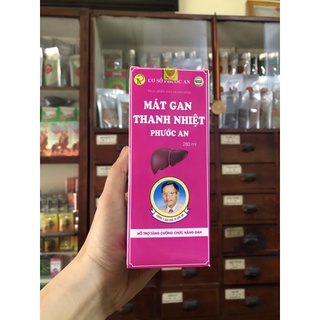 CƠ SỞ PHƯỚC AN
MÁT GAN
THANH NHIỆT
PHƯỚC AN
280 ml
HỖ TRỢ TĂNG CƯỜNG CHỨC NĂNG GAN